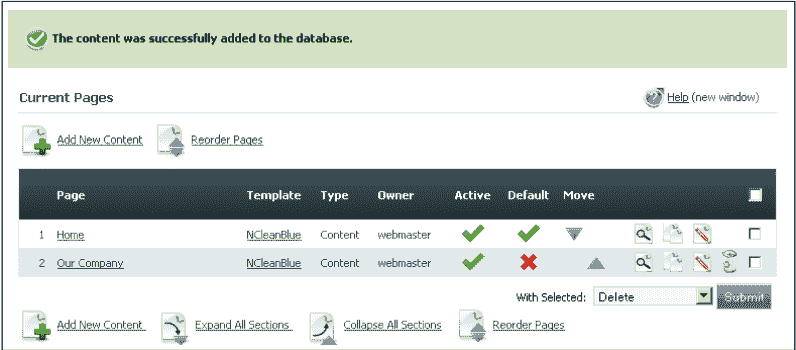 The content was successfully added to the database.
Current Pages Help (new window)
Add New Content Reorder Pages
Page Template Type Owner Active Default Move
1 Home NCleanBlue Content webmaster
2 Our Company NCleanBlue Content webmaster
With Selected: Delete Submit
Add New Content Expand All Sections Collapse All Sections Reorder Pages